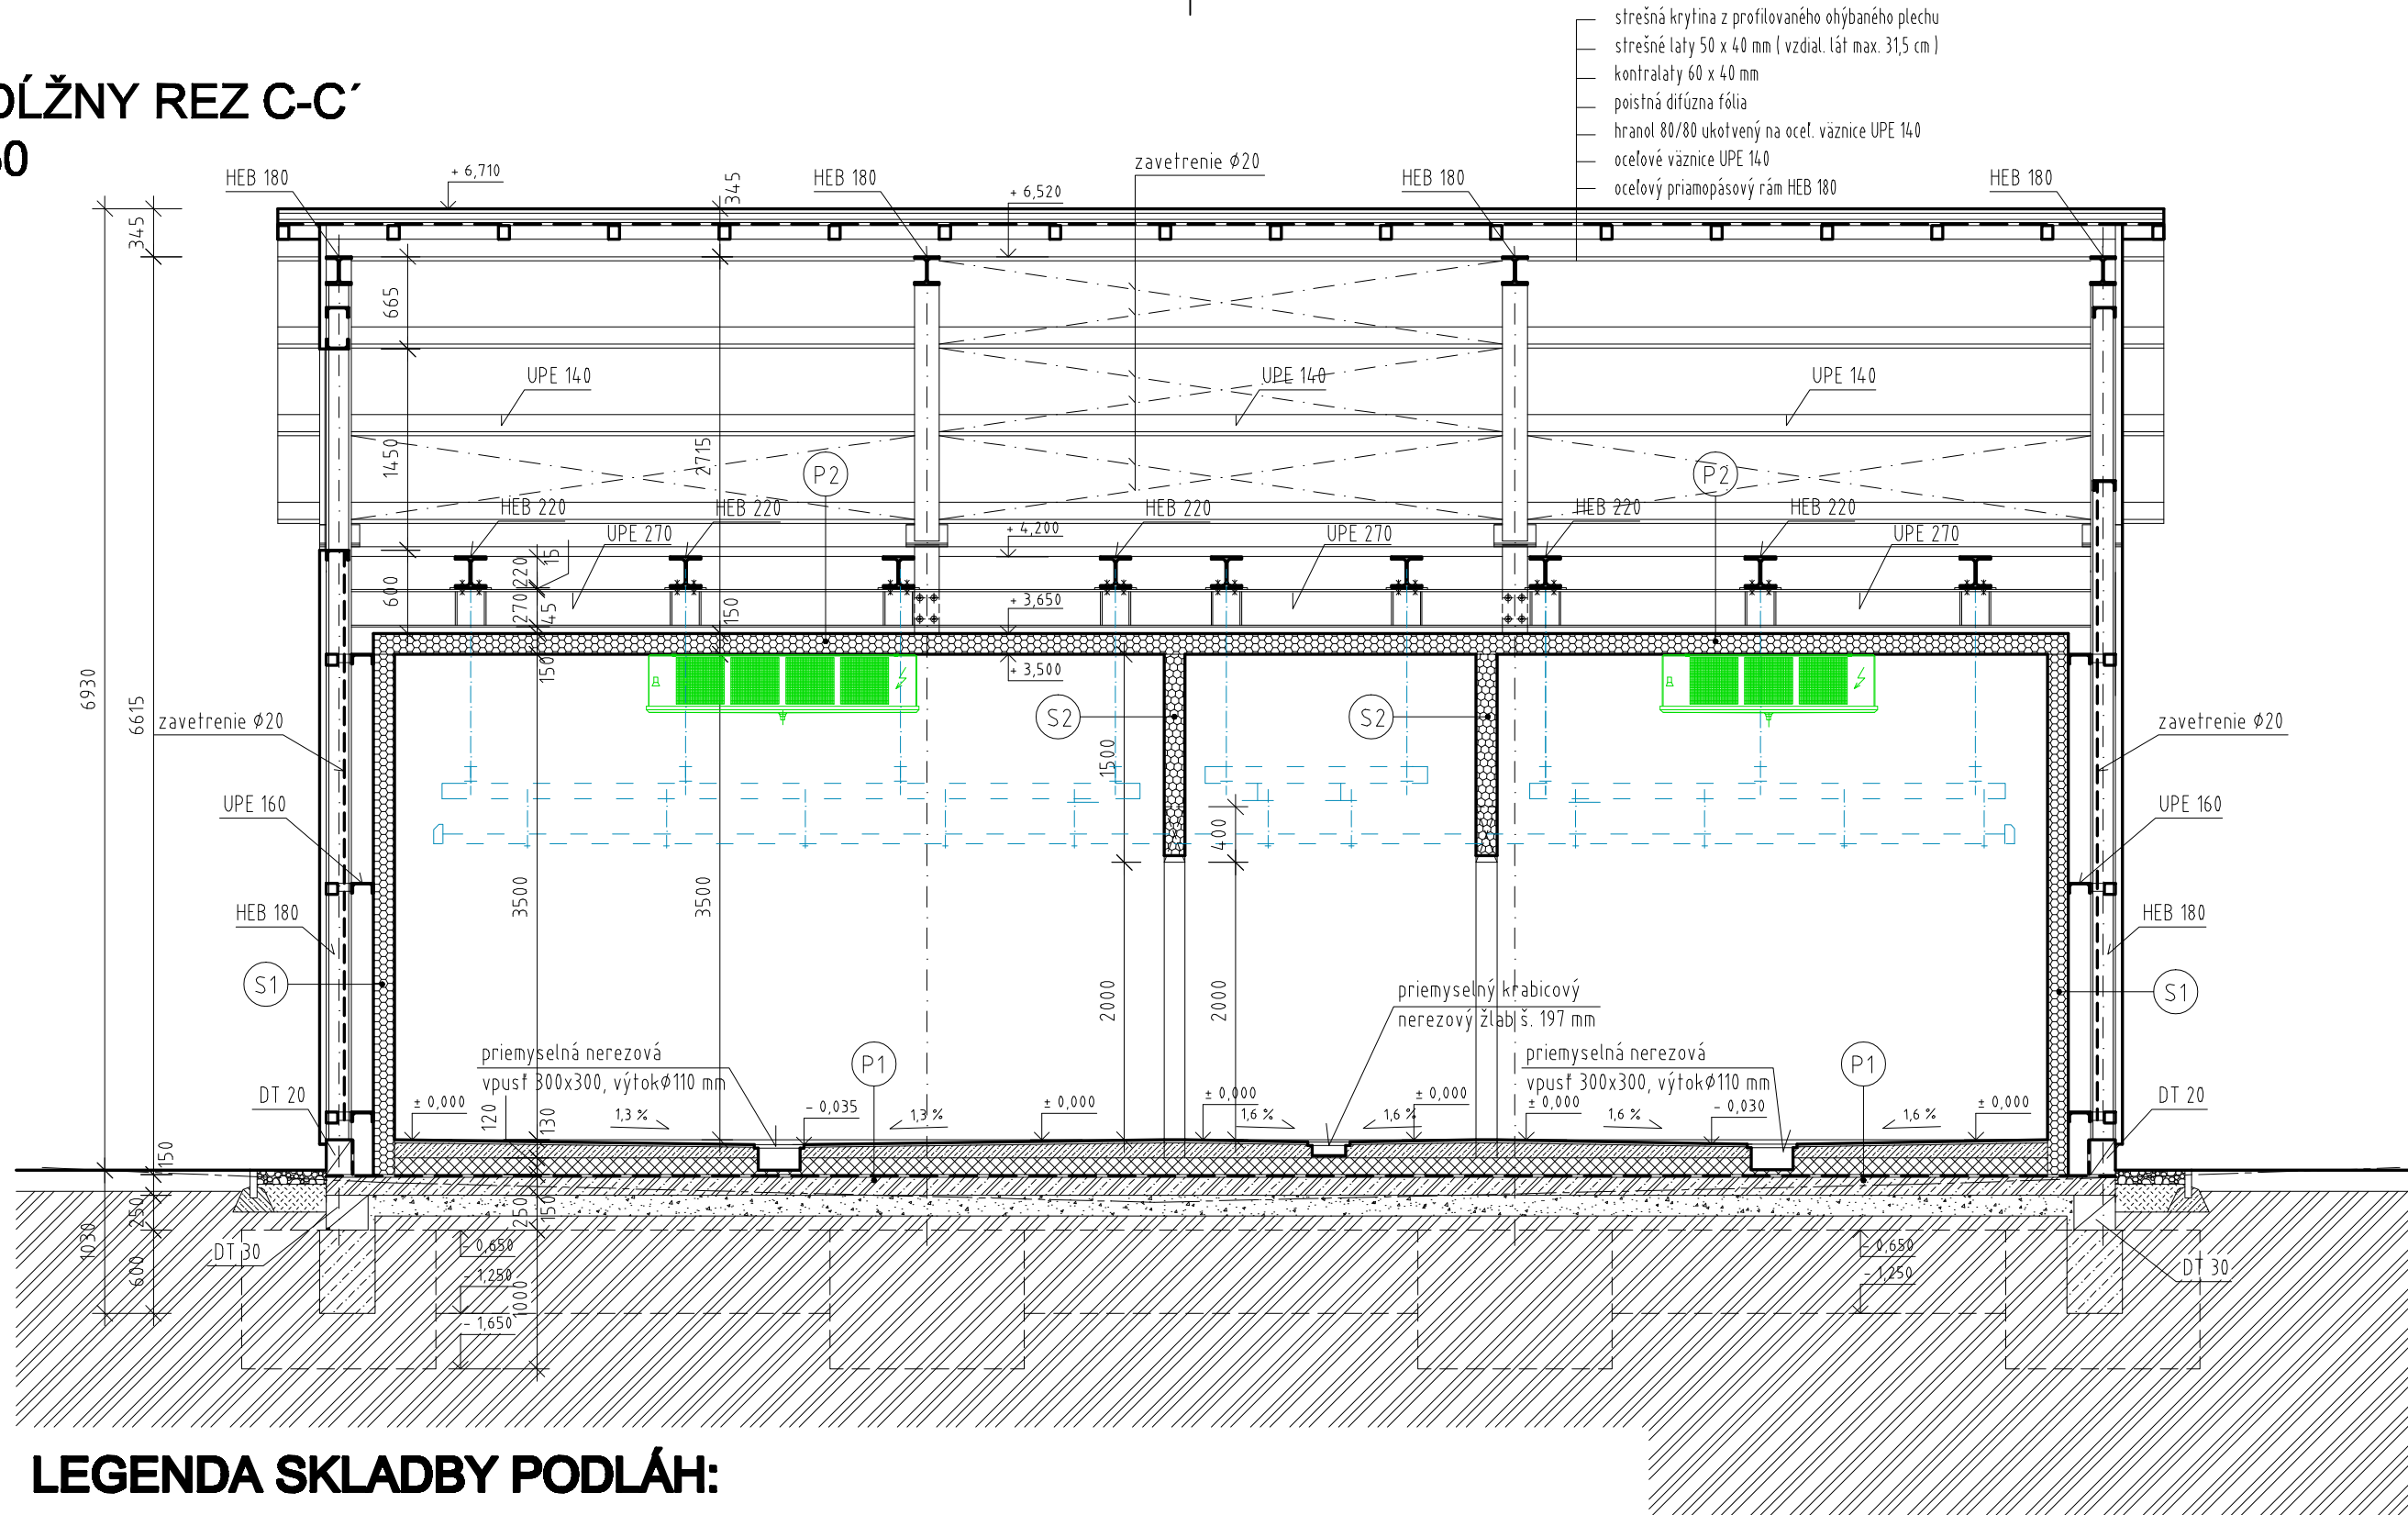 strešná krytina z profilovaného ohýbaného plechu
strešné laty 50 x 40 mm ( vzdial. lát max. 31,5 cm )
kontralaty 60 x 40 mm
poistná difúzna fólia
hranol 80/80 ukotvený na oceľ. väznice UPE 140
oceľové väznice UPE 140
oceľový priamopásový rám HEB 180
REZ C-C´
HEB 180
+ 6,710
345
HEB 180
+ 6,520
zavetrenie ϕ20
HEB 180
HEB 180
345
665
UPE 140
UPE 140
UPE 140
1450
2715
P2
P2
HEB 220
HEB 220
HEB 220
HEB 220
HEB 220
UPE 270
+ 4,200
UPE 270
UPE 270
15
220
270
45
600
150
+ 3,650
150
+ 3,500
6930
6615
S2
S2
zavetrenie ϕ20
zavetrenie ϕ20
1500
UPE 160
UPE 160
400
3500
3500
HEB 180
HEB 180
S1
S1
2000
2000
priemyselný krabicový
nerezový žlab š. 197 mm
priemyselná nerezová
vpusť 300x300, výtokϕ110 mm
P1
priemyselná nerezová
vpusť 300x300, výtokϕ110 mm
P1
DT 20
DT 20
± 0,000
120
130
1,3 %
- 0,035
1,3 %
± 0,000
± 0,000
1,6 %
1,6 %
± 0,000
± 0,000
1,6 %
- 0,030
1,6 %
± 0,000
150
250
250
150
1030
600
DT 30
- 0,650
- 1,250
- 1,650
1000
- 0,650
- 1,250
DT 30
LEGENDA SKLADBY PODLÁH: